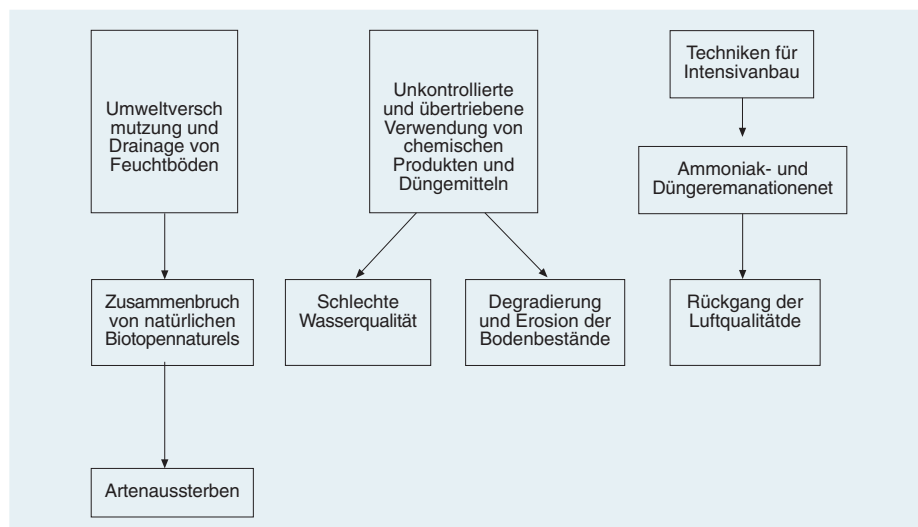 Umweltversch
mutzung und
Drainage von
Feuchtböden
Unkontrollierte
und übertriebene
Verwendung von
chemischen
Produkten und
Düngemitteln
Techniken für
Intensivanbau
Ammoniak- und
Düngeremanationenet
Zusammenbruch
von natürlichen
Biotopennaturels
Schlechte
Wasserqualität
Degradierung
und Erosion der
Bodenbestände
Rückgang der
Luftqualitätde
Artenaussterben